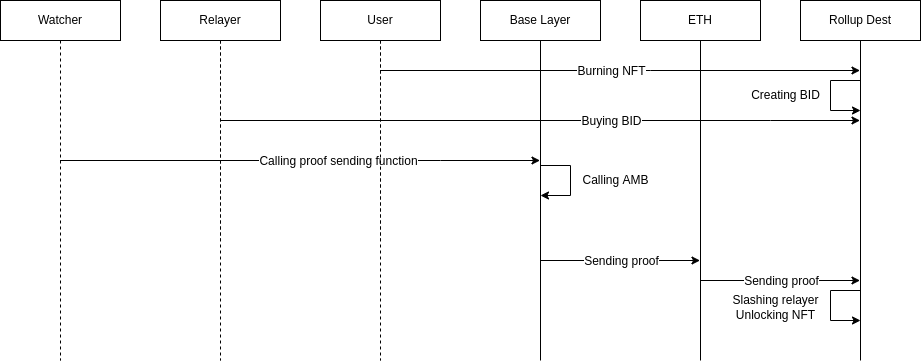 Watcher
Relayer
User
Base Layer
ETH
Rollup Dest
Burning NFT
Creating BID
Buying BID
Calling proof sending function
Calling AMB
Sending proof
Sending proof
Slashing relayer
Unlocking NFT